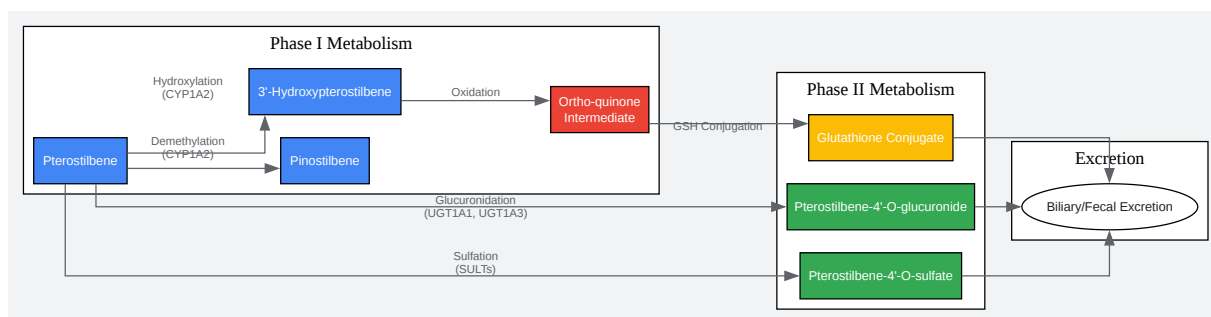 Phase I Metabolism
Hydroxylation
(CYP1A2)
3'-Hydroxypterostilbene
Oxidation
Ortho-quinone
Intermediate
GSH Conjugation
Pterostilbene
Demethylation
(CYP1A2)
Pinostilbene
Glucuronidation
(UGT1A1, UGT1A3)
Sulfation
(SULTs)
Phase II Metabolism
Glutathione Conjugate
Pterostilbene-4'-O-glucuronide
Pterostilbene-4'-O-sulfate
Excretion
Biliary/Fecal Excretion